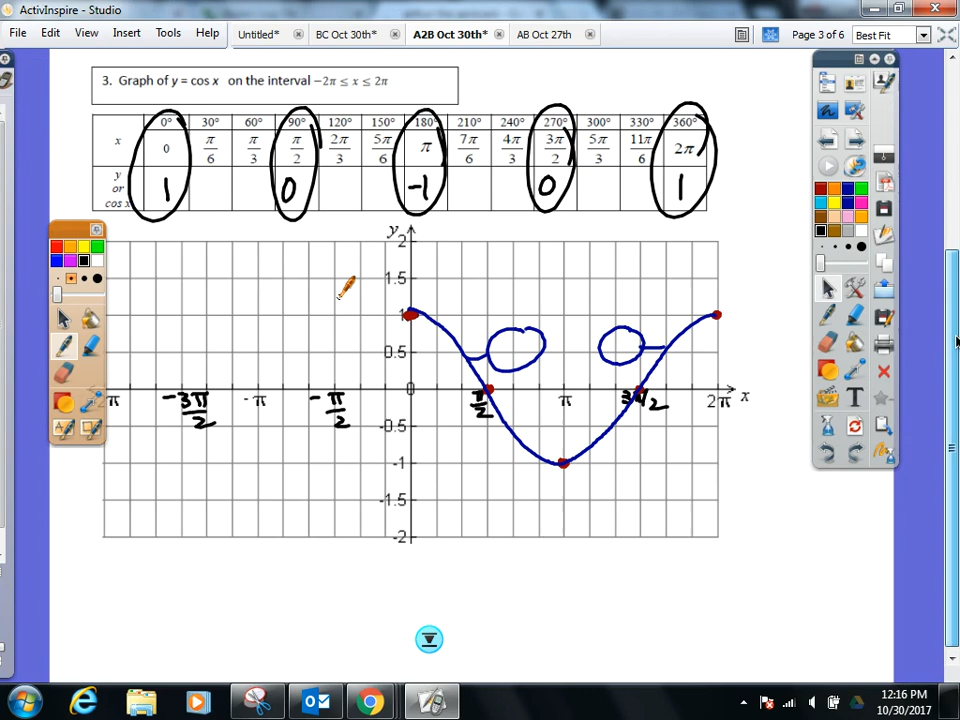 ActivInspire - Studio
File Edit View Insert Tools Help Untitled* BC Oct 30th* A2B Oct 30th* AB Oct 27th Page 3 of 6 Best Fit
3. Graph of y = cos x on the interval −2π ≤ x ≤ 2π
0° 30° 60° 90° 120° 150° 180° 210° 240° 270° 300° 330° 360°
x 0 π/6 π/3 π/2 2π/3 5π/6 π 7π/6 4π/3 3π/2 5π/3 11π/6 2π
y
or
cos x 1 0 -1 0 1
y
2
1.5
1
0.5
0
x
π -3π/2 -π -π/2 π/2 π 2π
-0.5
-1
-1.5
-2
T
12:16 PM
10/30/2017